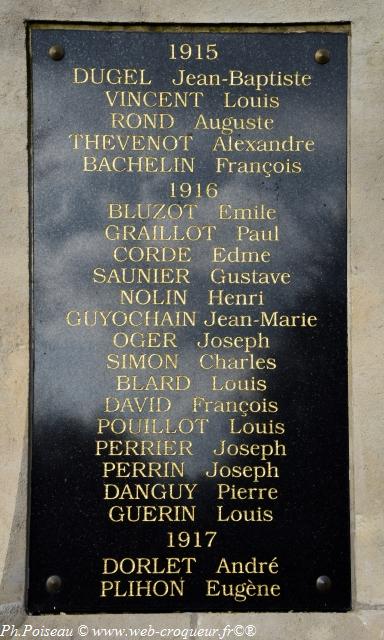 1915
DUGEL Jean-Baptiste
VINCENT Louis
ROND Auguste
THEVENOT Alexandre
BACHELIN François
1916
BLUZOT Emile
GRAILLOT Paul
CORDE Edme
SAUNIER Gustave
NOLIN Henri
GUYOCHAIN Jean-Marie
OGER Joseph
SIMON Charles
BLARD Louis
DAVID François
POUILLOT Louis
PERRIER Joseph
PERRIN Joseph
DANGUY Pierre
GUERIN Louis
1917
DORLET André
PLIHON Eugène
Ph.Poiseau © www-web-croqueur.fr©®